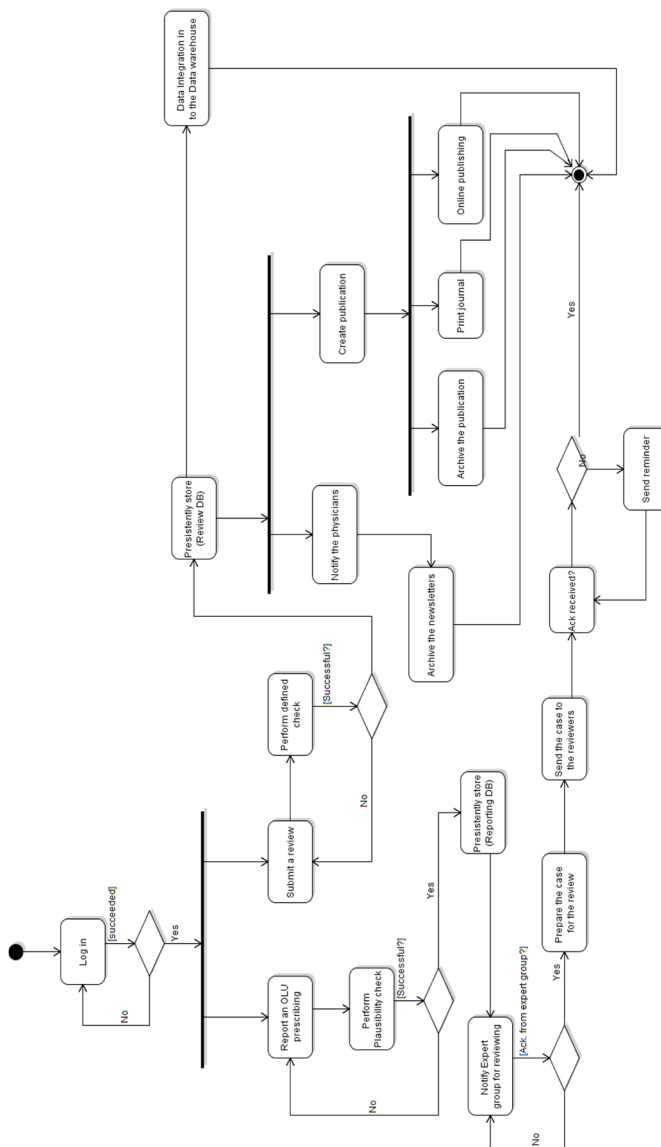 Log in
[succeeded]
No
Yes
Report an OLU
prescribing
Perform
Plausibility check
[Successful?]
No
Yes
Submit a review
Perform defined
check
[Successful?]
No
Presistently store
(Review DB)
Data Integration in
to the Data warehouse
Notify the physicians
Archive the newsletters
Create publication
Archive the publication
Print journal
Online publishing
Presistently store
(Reporting DB)
Notify Expert
group for reviewing
[Ack. from expert group?]
No
Yes
Prepare the case
for the review
Send the case to
the reviewers
Ack received?
No
Yes
Send reminder